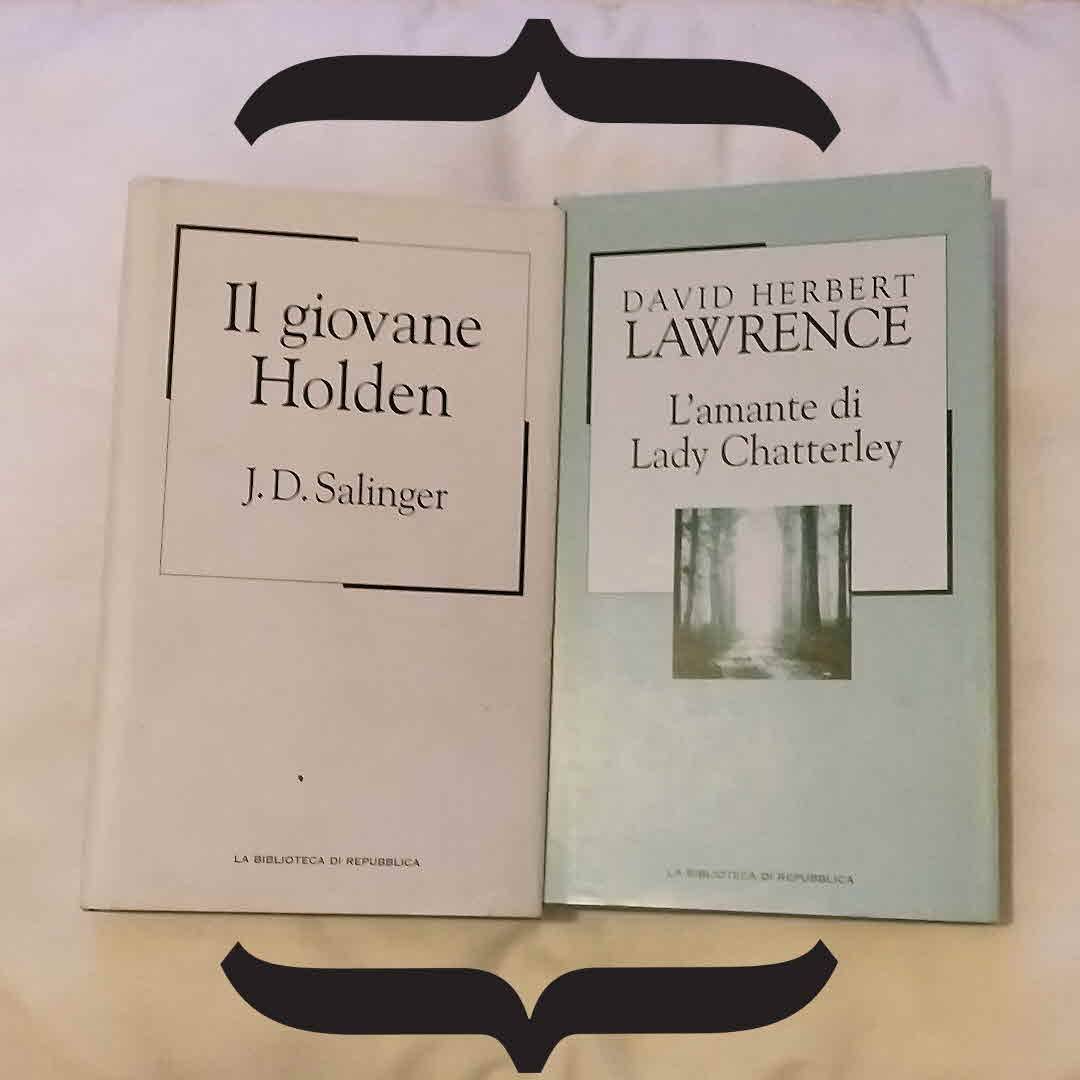 Il giovane
Holden
J. D. Salinger
LA BIBLIOTECA DI REPUBBLICA
DAVID HERBERT
LAWRENCE
L'amante di
Lady Chatterley
LA BIBLIOTECA DI REPUBBLICA